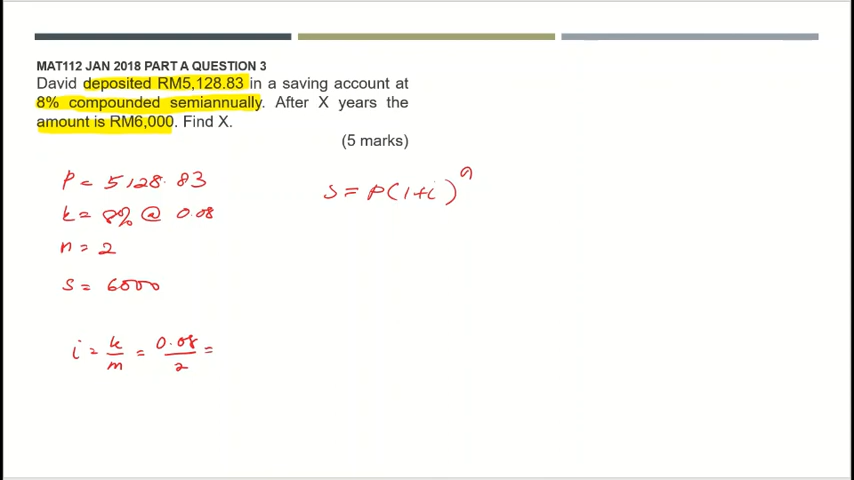 MAT112 JAN 2018 PART A QUESTION 3
David deposited RM5,128.83 in a saving account at
8% compounded semiannually. After X years the
amount is RM6,000. Find X.
(5 marks)
P = 5,128.83
k = 8% @ 0.08
m = 2
S = 6000
i = k/m = 0.08/2 =
S = P(1+i)^n